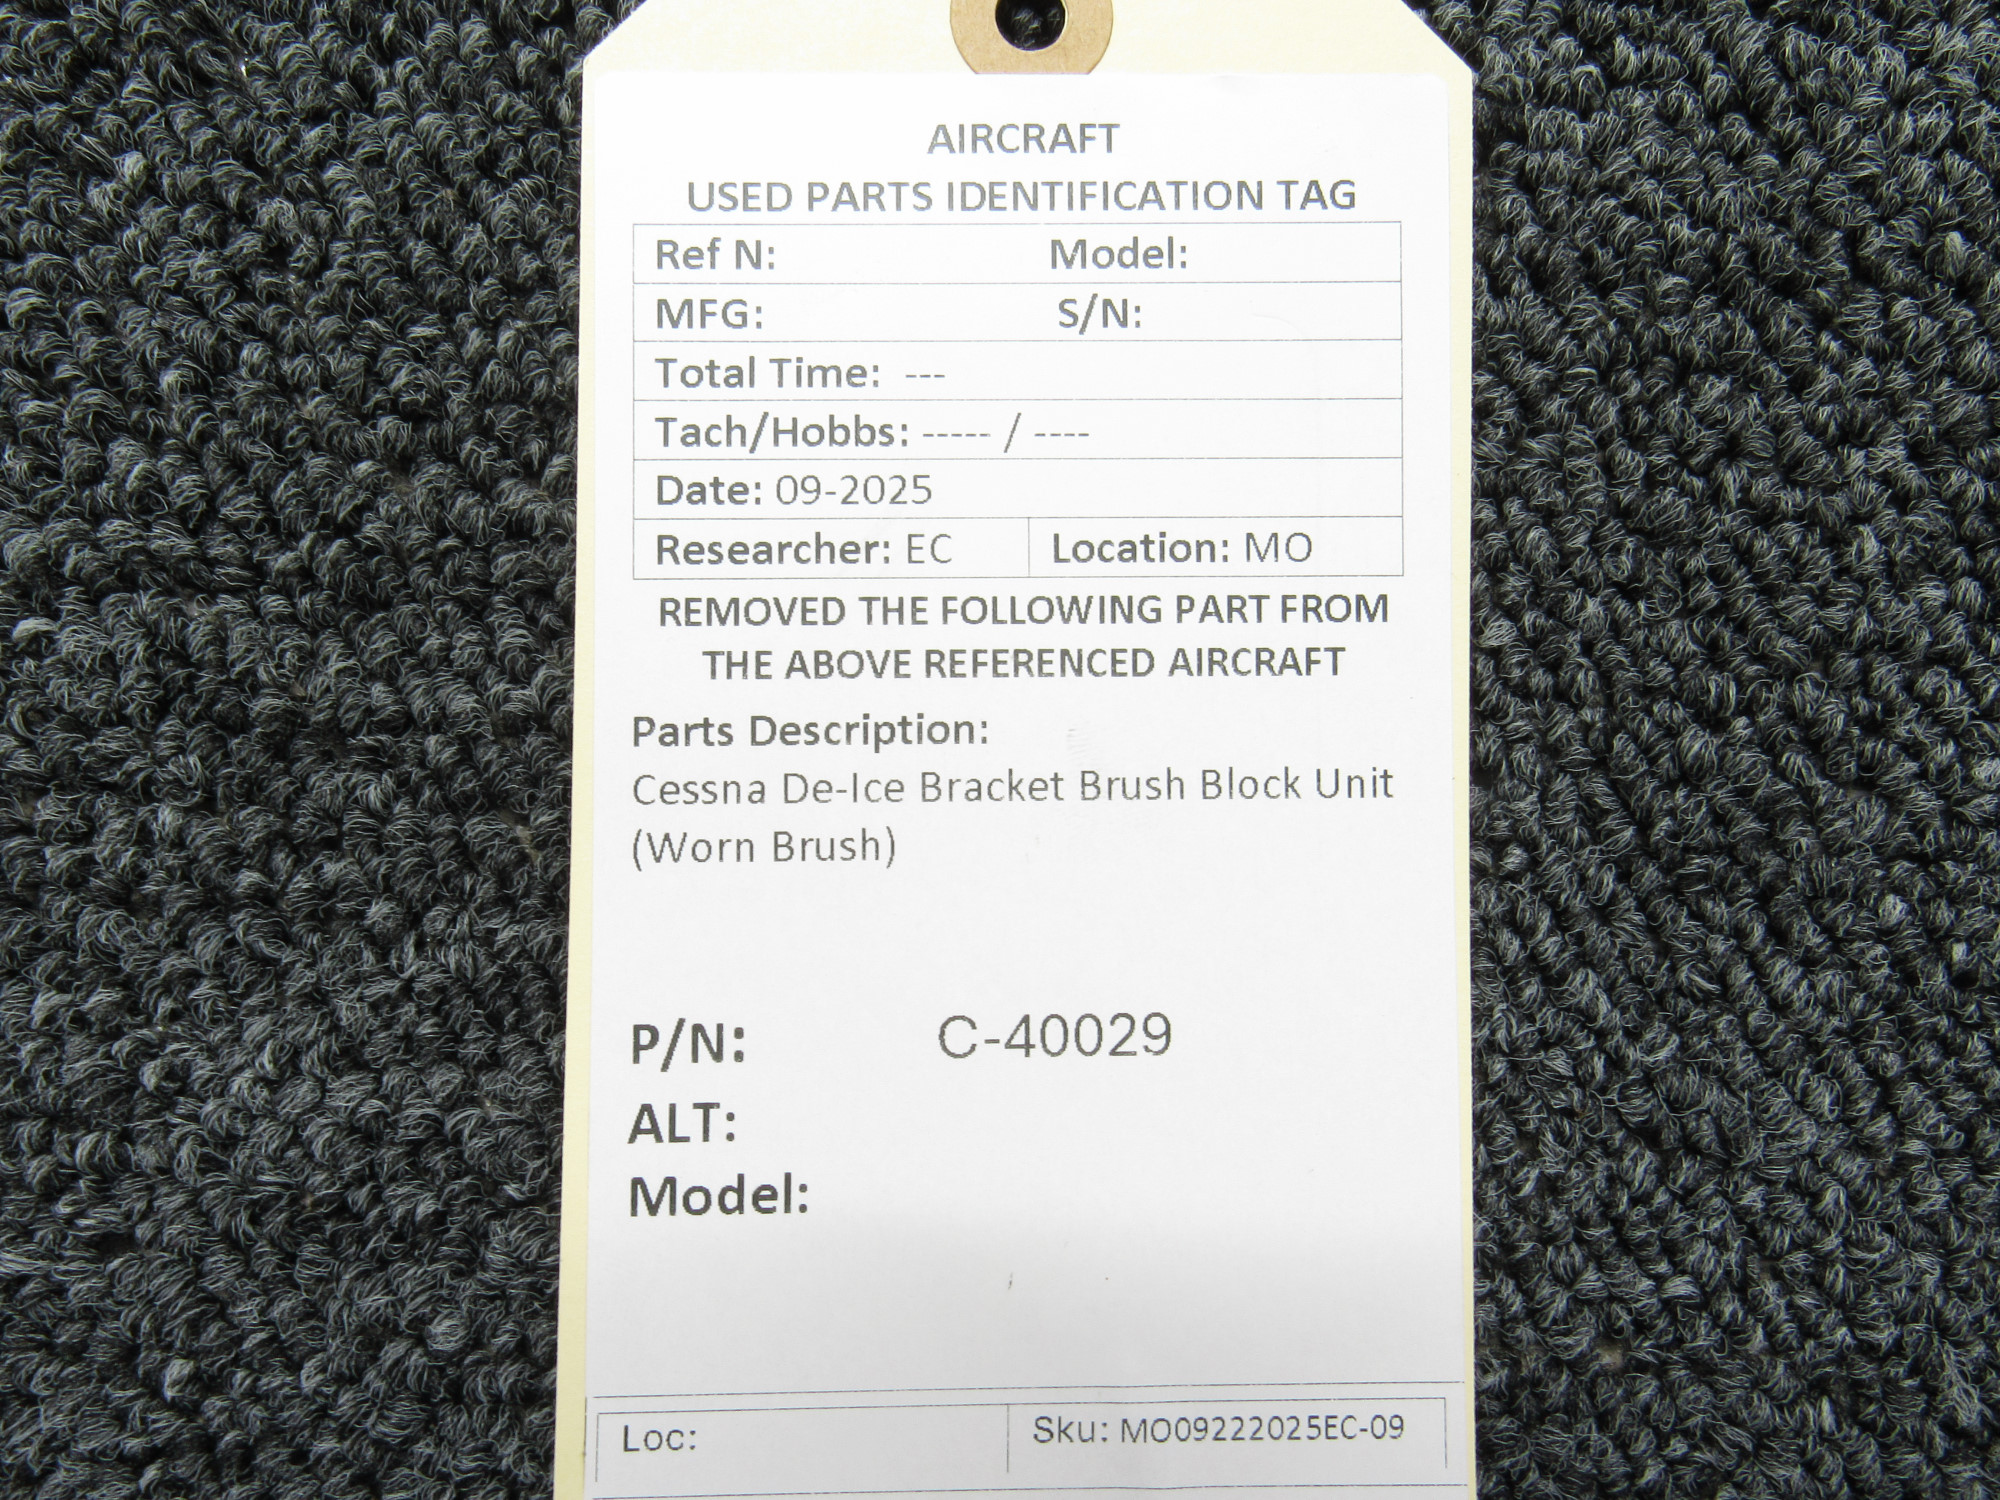 AIRCRAFT
USED PARTS IDENTIFICATION TAG
Ref N: Model:
MFG: S/N:
Total Time: ---
Tach/Hobbs: ----- / ----
Date: 09-2025
Researcher: EC Location: MO
REMOVED THE FOLLOWING PART FROM
THE ABOVE REFERENCED AIRCRAFT
Parts Description:
Cessna De-Ice Bracket Brush Block Unit
(Worn Brush)
P/N: C-40029
ALT:
Model:
Loc: Sku: MO09222025EC-09